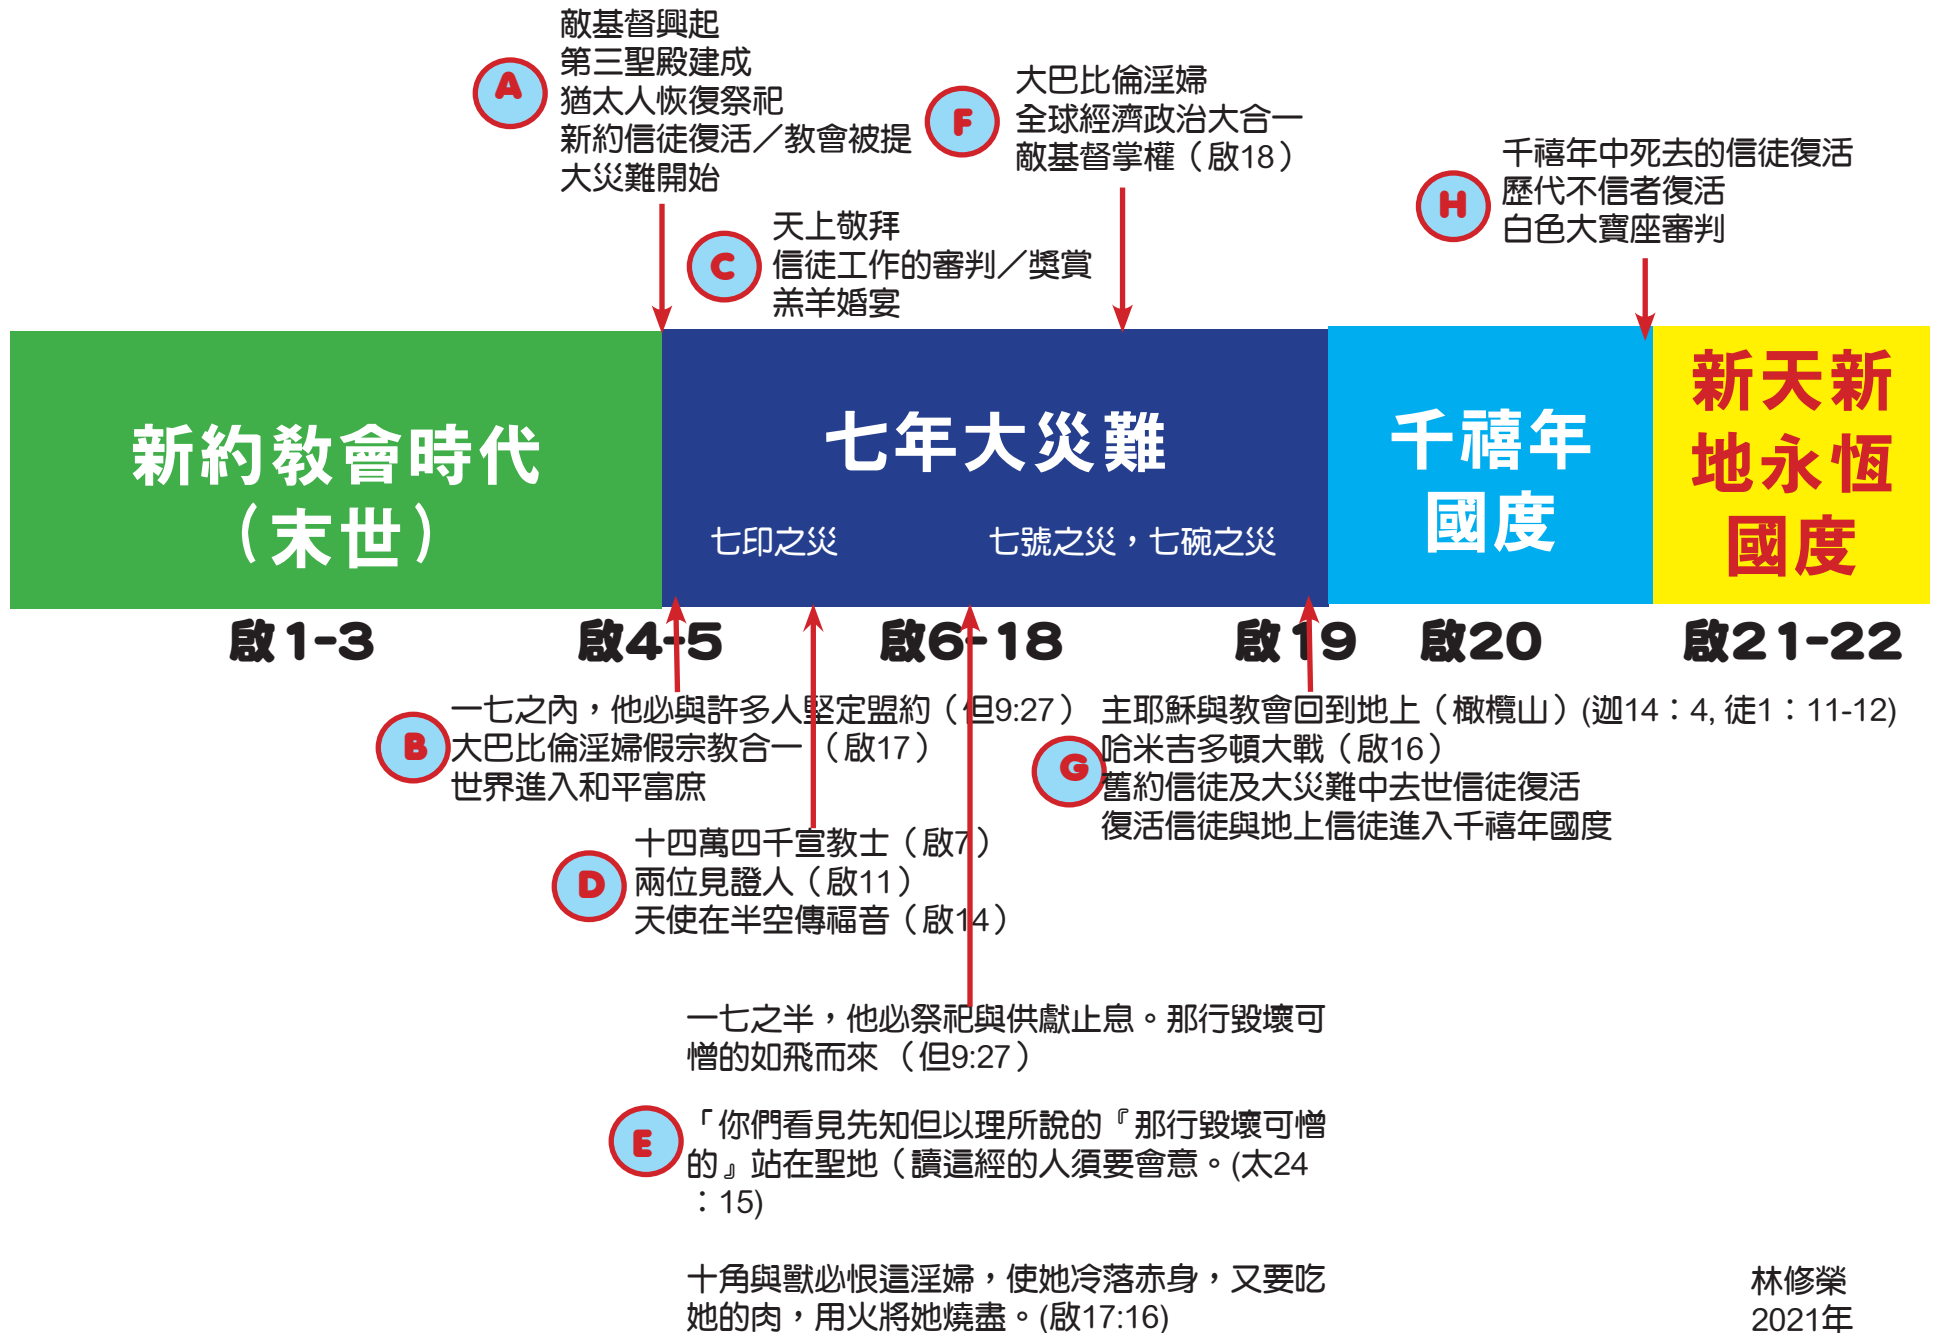 A
敵基督興起
第三聖殿建成
猶太人恢復祭祀
新約信徒復活／教會被提
大災難開始
F
大巴比倫淫婦
全球經濟政治大合一
敵基督掌權（啟18）
H
千禧年中死去的信徒復活
歷代不信者復活
白色大寶座審判
C
天上敬拜
信徒工作的審判／獎賞
羔羊婚宴
新約教會時代
（末世）
七年大災難
七印之災
七號之災，七碗之災
千禧年
國度
新天新
地永恆
國度
啟1-3
啟4-5
啟6-18
啟19
啟20
啟21-22
B
一七之內，他必與許多人堅定盟約（但9:27）
大巴比倫淫婦假宗教合一 （啟17）
世界進入和平富庶
G
主耶穌與教會回到地上（橄欖山）(迦14：4, 徒1：11-12)
哈米吉多頓大戰（啟16）
舊約信徒及大災難中去世信徒復活
復活信徒與地上信徒進入千禧年國度
D
十四萬四千宣教士（啟7）
兩位見證人（啟11）
天使在半空傳福音（啟14）
E
一七之半，他必祭祀與供獻止息。那行毀壞可
憎的如飛而來 （但9:27）
「你們看見先知但以理所說的『那行毀壞可憎
的』站在聖地（讀這經的人須要會意。(太24
：15)
十角與獸必恨這淫婦，使她冷落赤身，又要吃
她的肉，用火將她燒盡。(啟17:16)
林修榮
2021年